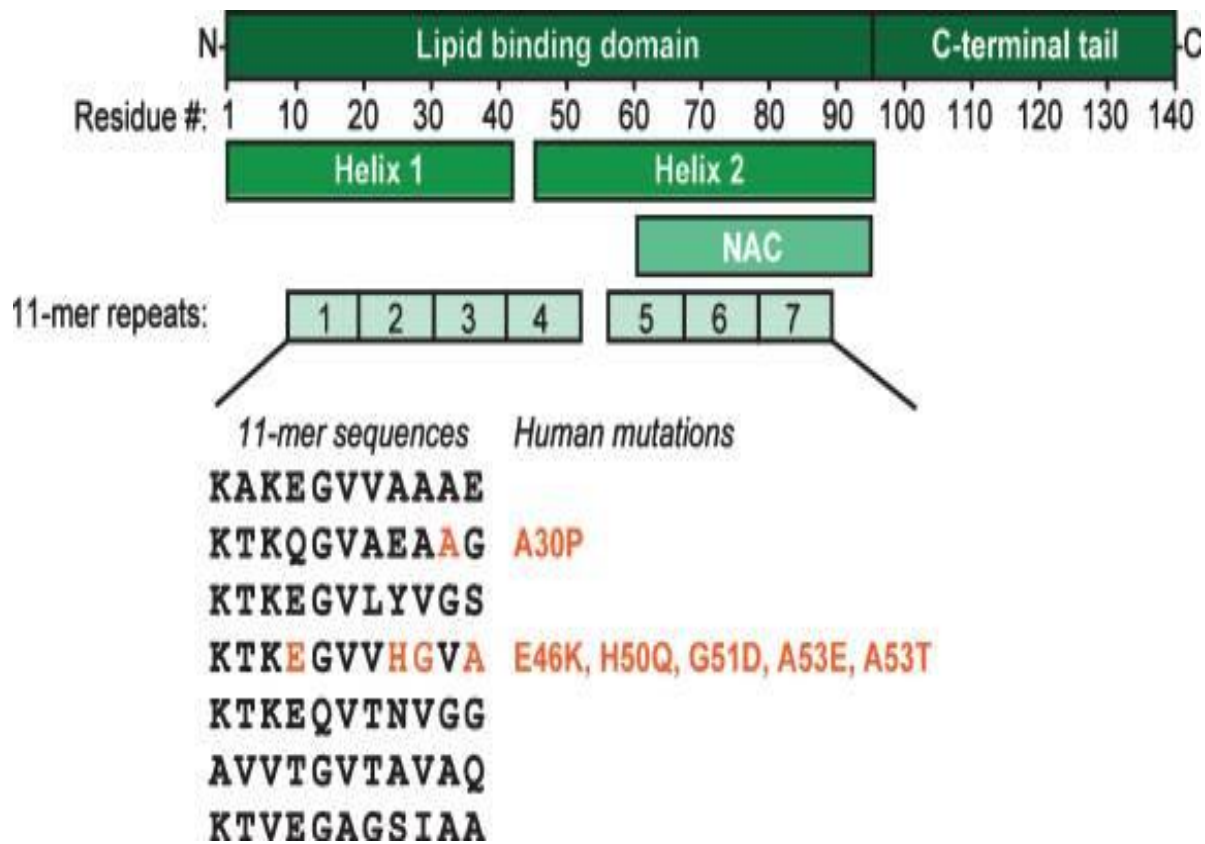 N- Lipid binding domain C-terminal tail -C
Residue #: 1 10 20 30 40 50 60 70 80 90 100 110 120 130 140
Helix 1 Helix 2
NAC
11-mer repeats: 1 2 3 4 5 6 7
11-mer sequences Human mutations
KAKEGVVAAAE
KTKQGVAEAAG A30P
KTKEGVLYVGS
KTKEGVVHGVA E46K, H50Q, G51D, A53E, A53T
KTKEQVTNVGG
AVVTGVTAVAQ
KTVEGAGSIAA